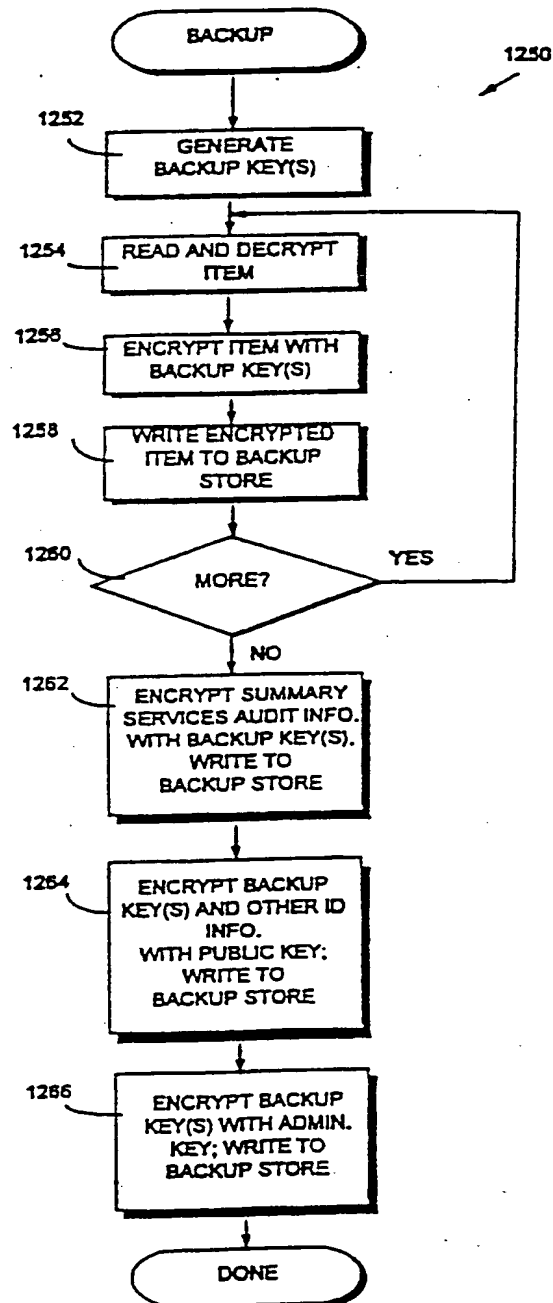 BACKUP
1250
1252
GENERATE
BACKUP KEY(S)
1254
READ AND DECRYPT
ITEM
1256
ENCRYPT ITEM WITH
BACKUP KEY(S)
1258
WRITE ENCRYPTED
ITEM TO BACKUP
STORE
1260
MORE?
YES
NO
1262
ENCRYPT SUMMARY
SERVICES AUDIT INFO.
WITH BACKUP KEY(S).
WRITE TO
BACKUP STORE
1264
ENCRYPT BACKUP
KEY(S) AND OTHER ID
INFO.
WITH PUBLIC KEY;
WRITE TO
BACKUP STORE
1266
ENCRYPT BACKUP
KEY(S) WITH ADMIN.
KEY; WRITE TO
BACKUP STORE
DONE